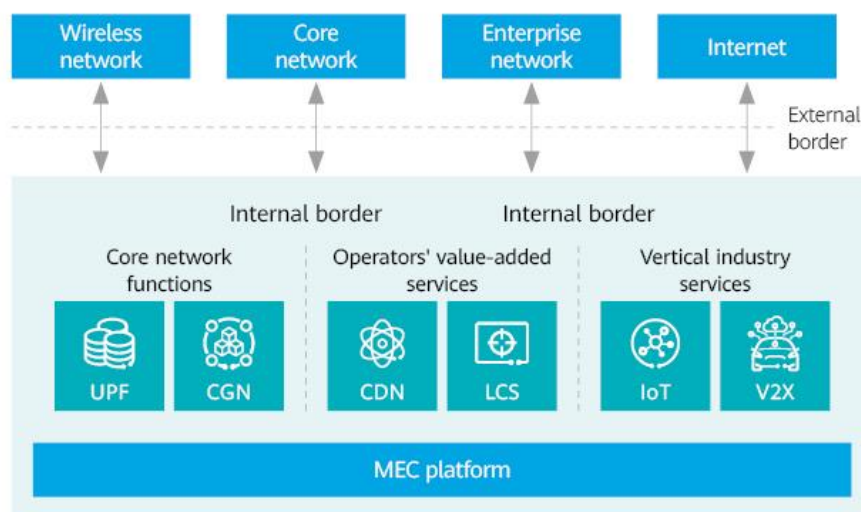 Wireless
network
Core
network
Enterprise
network
Internet
External
border
Internal border
Internal border
Core network
functions
Operators' value-added
services
Vertical industry
services
UPF
CGN
CDN
LCS
IoT
V2X
MEC platform